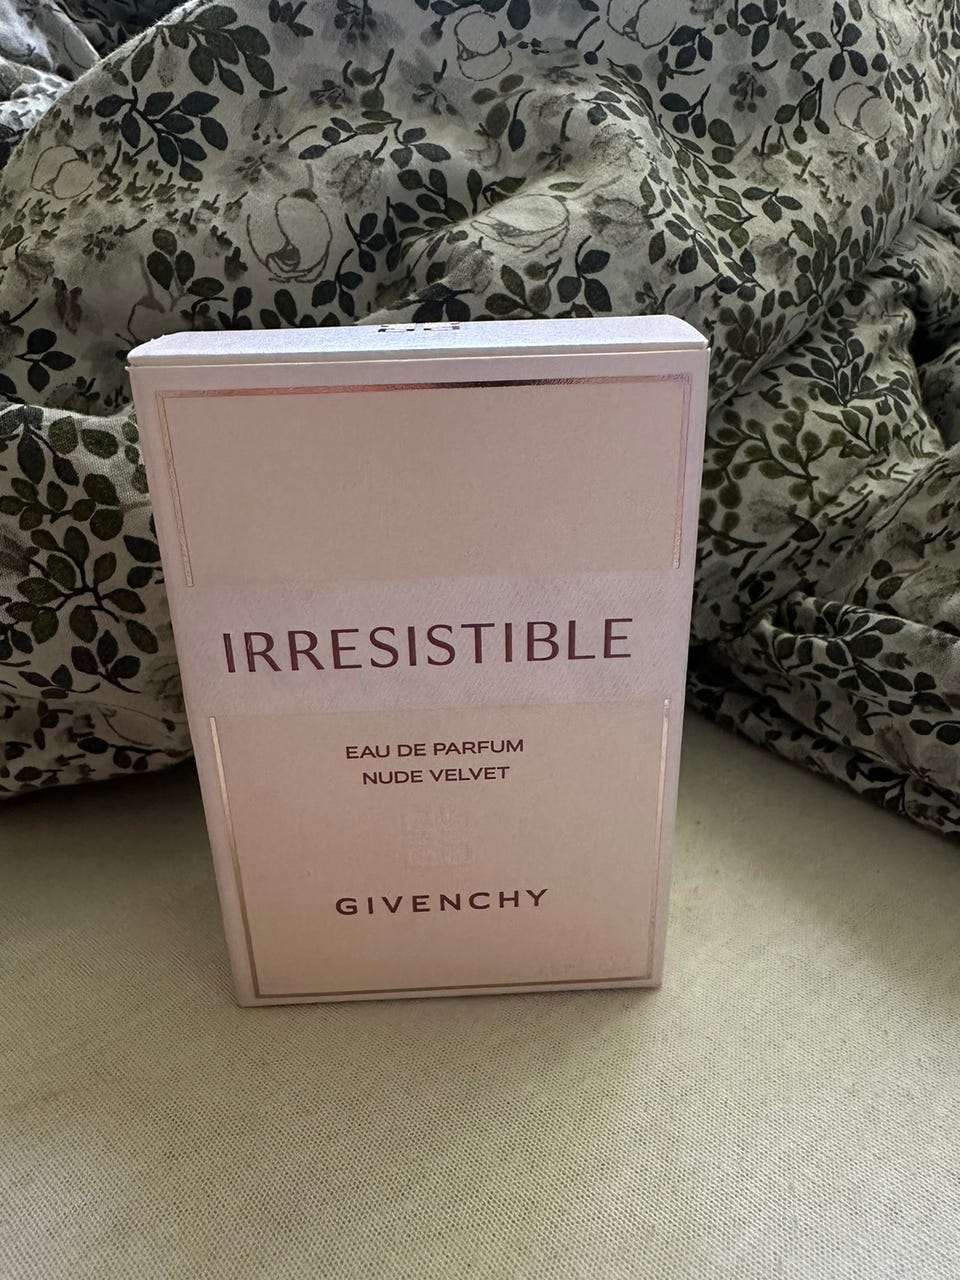 IRRESISTIBLE
EAU DE PARFUM
NUDE VELVET
GIVENCHY